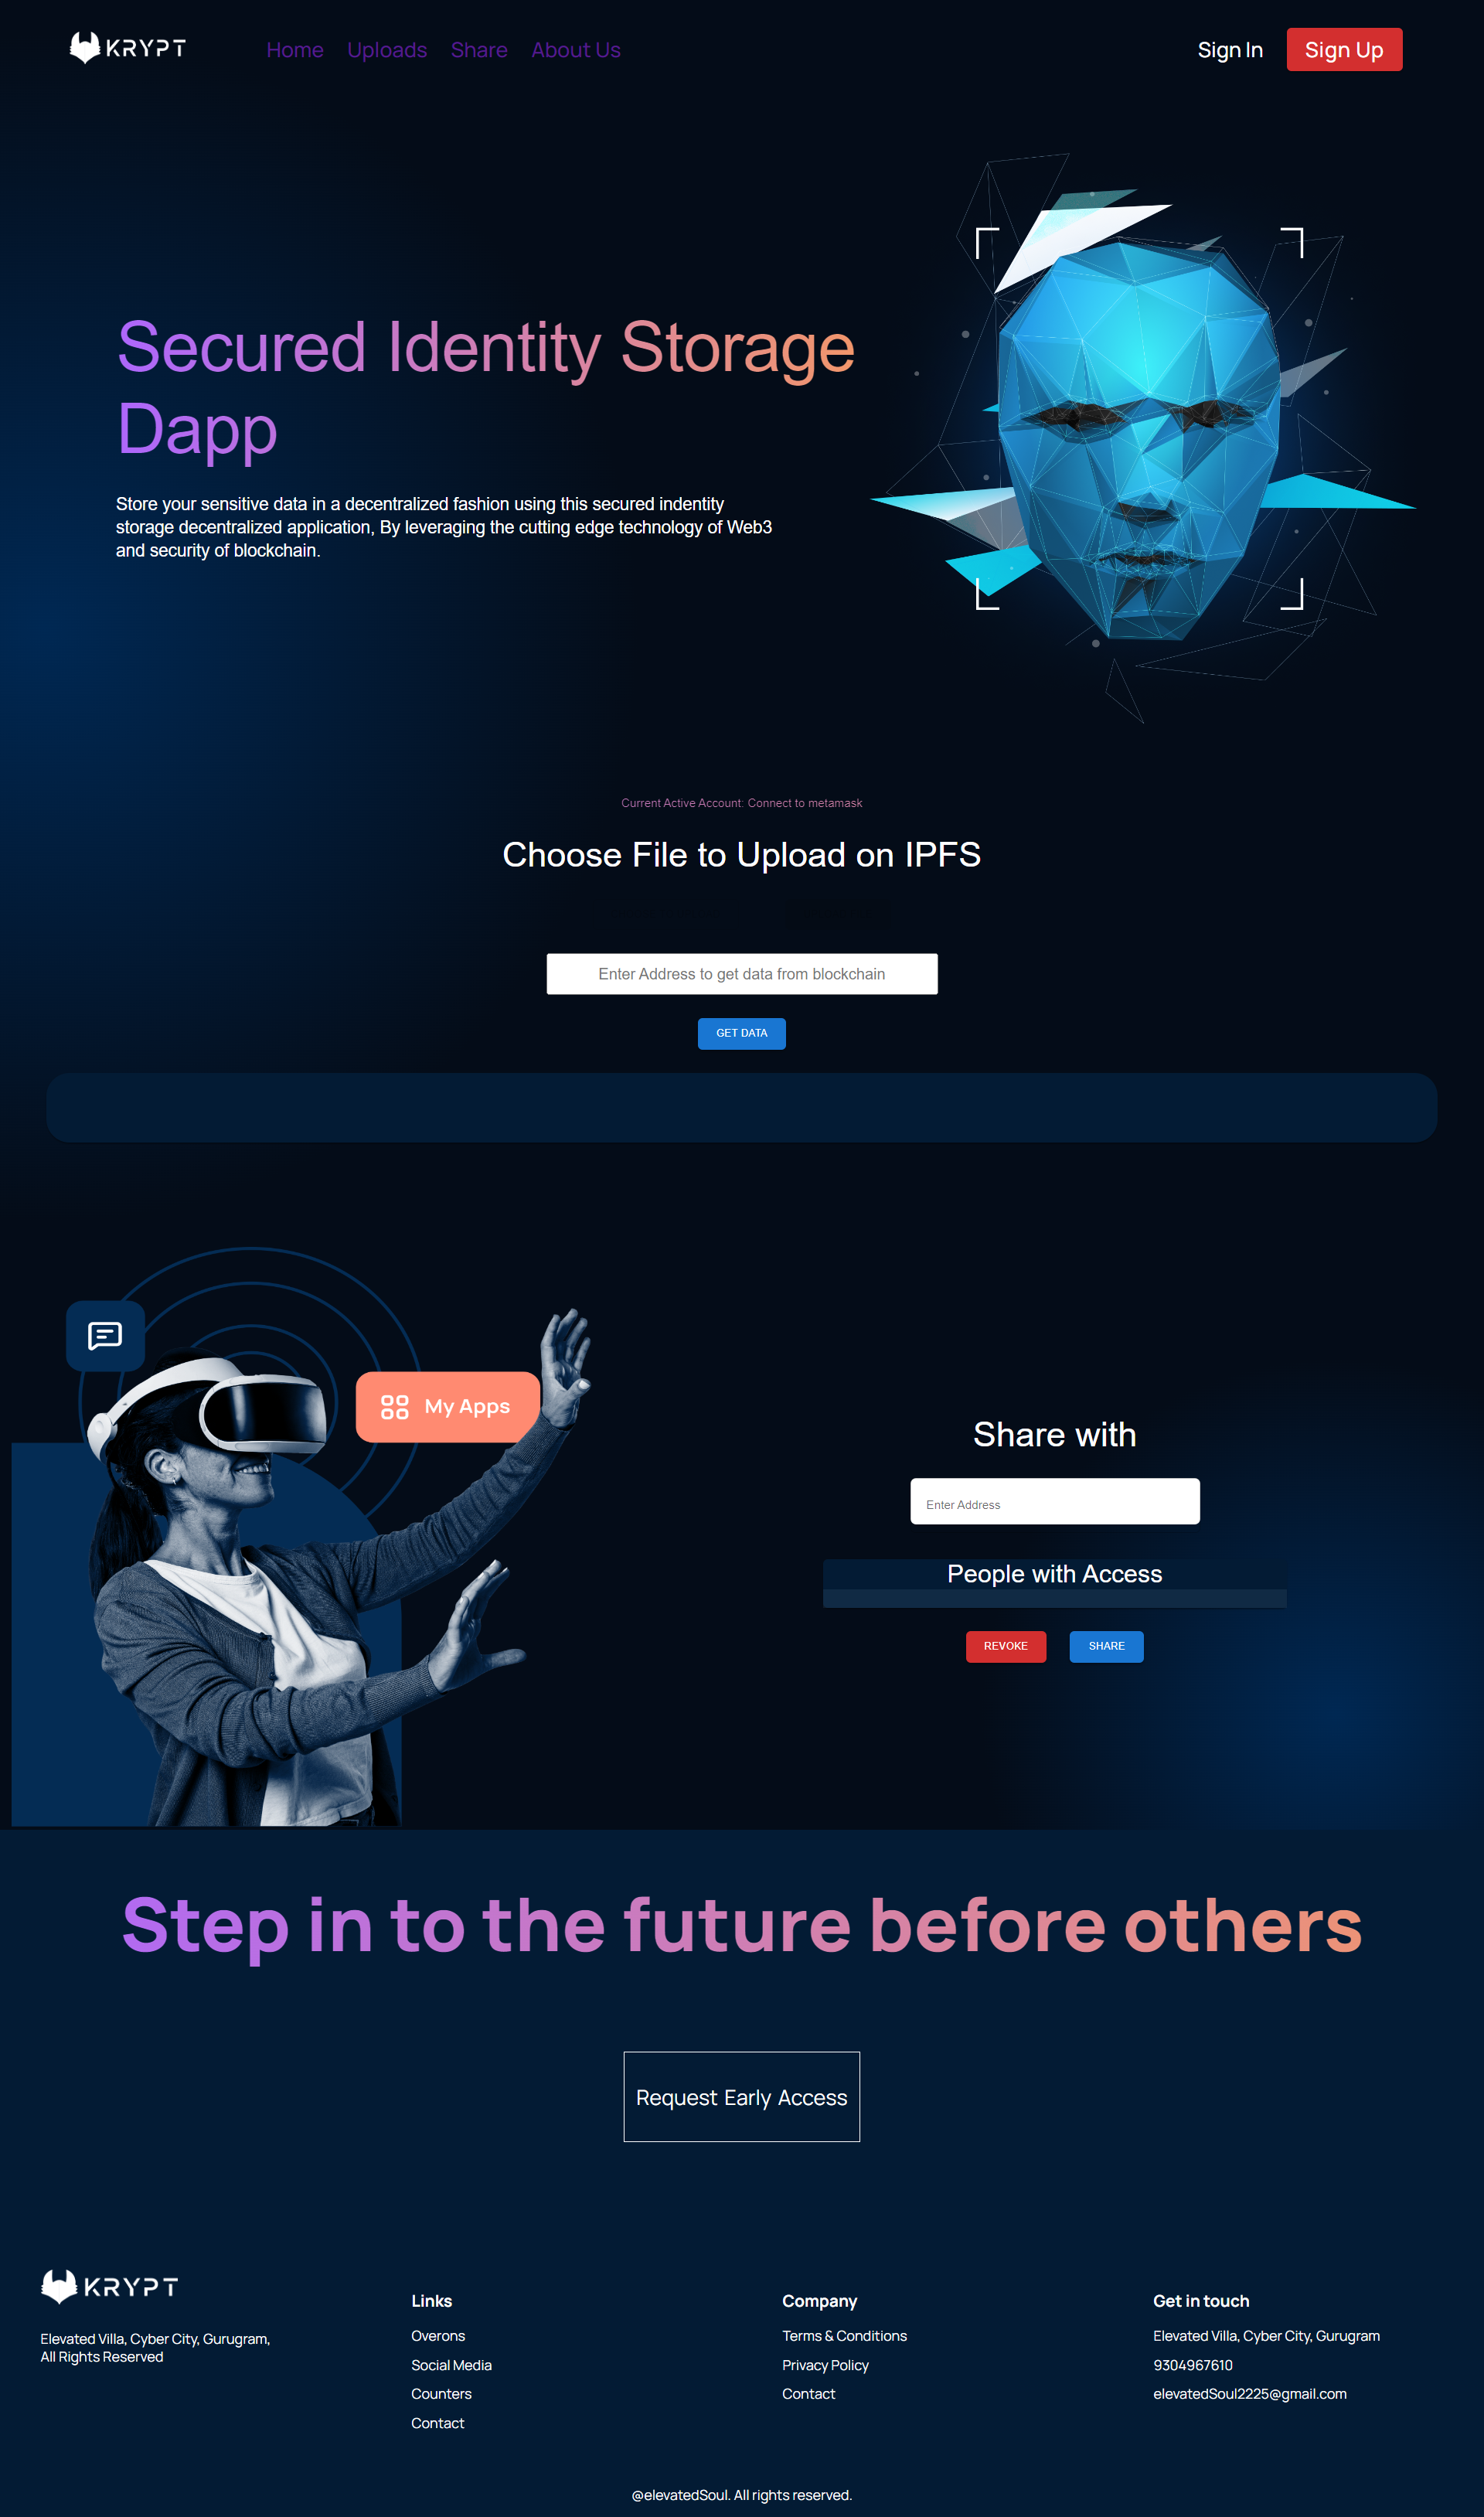 KRYPT
Home Uploads Share About Us
Sign In Sign Up
Secured Identity Storage
Dapp
Store your sensitive data in a decentralized fashion using this secured indentity
storage decentralized application, By leveraging the cutting edge technology of Web3
and security of blockchain.
Current Active Account: Connect to metamask
Choose File to Upload on IPFS
Enter Address to get data from blockchain
GET DATA
My Apps
Share with
Enter Address
People with Access
REVOKE SHARE
Step in to the future before others
Request Early Access
KRYPT
Elevated Villa, Cyber City, Gurugram,
All Rights Reserved
Links
Overons
Social Media
Counters
Contact
Company
Terms & Conditions
Privacy Policy
Contact
Get in touch
Elevated Villa, Cyber City, Gurugram
9304967610
elevatedSoul2225@gmail.com
@elevatedSoul. All rights reserved.